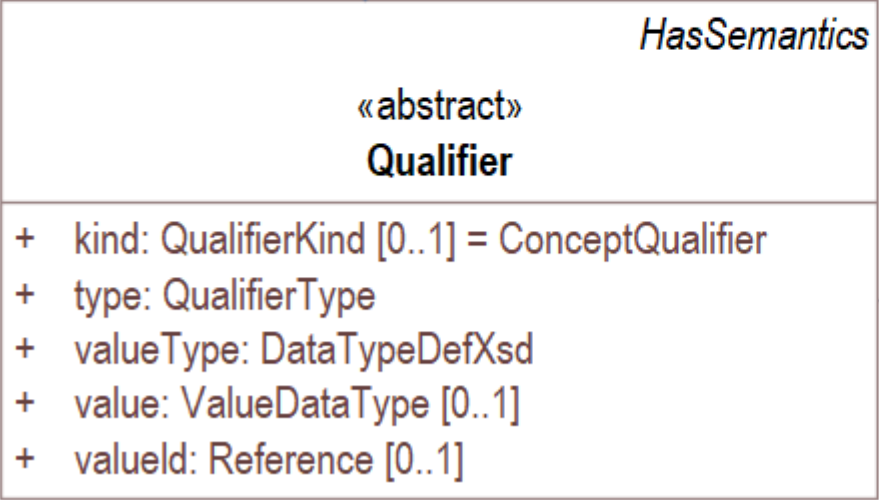 HasSemantics
«abstract»
Qualifier
+ kind: QualifierKind [0..1] = ConceptQualifier
+ type: QualifierType
+ valueType: DataTypeDefXsd
+ value: ValueDataType [0..1]
+ valueId: Reference [0..1]